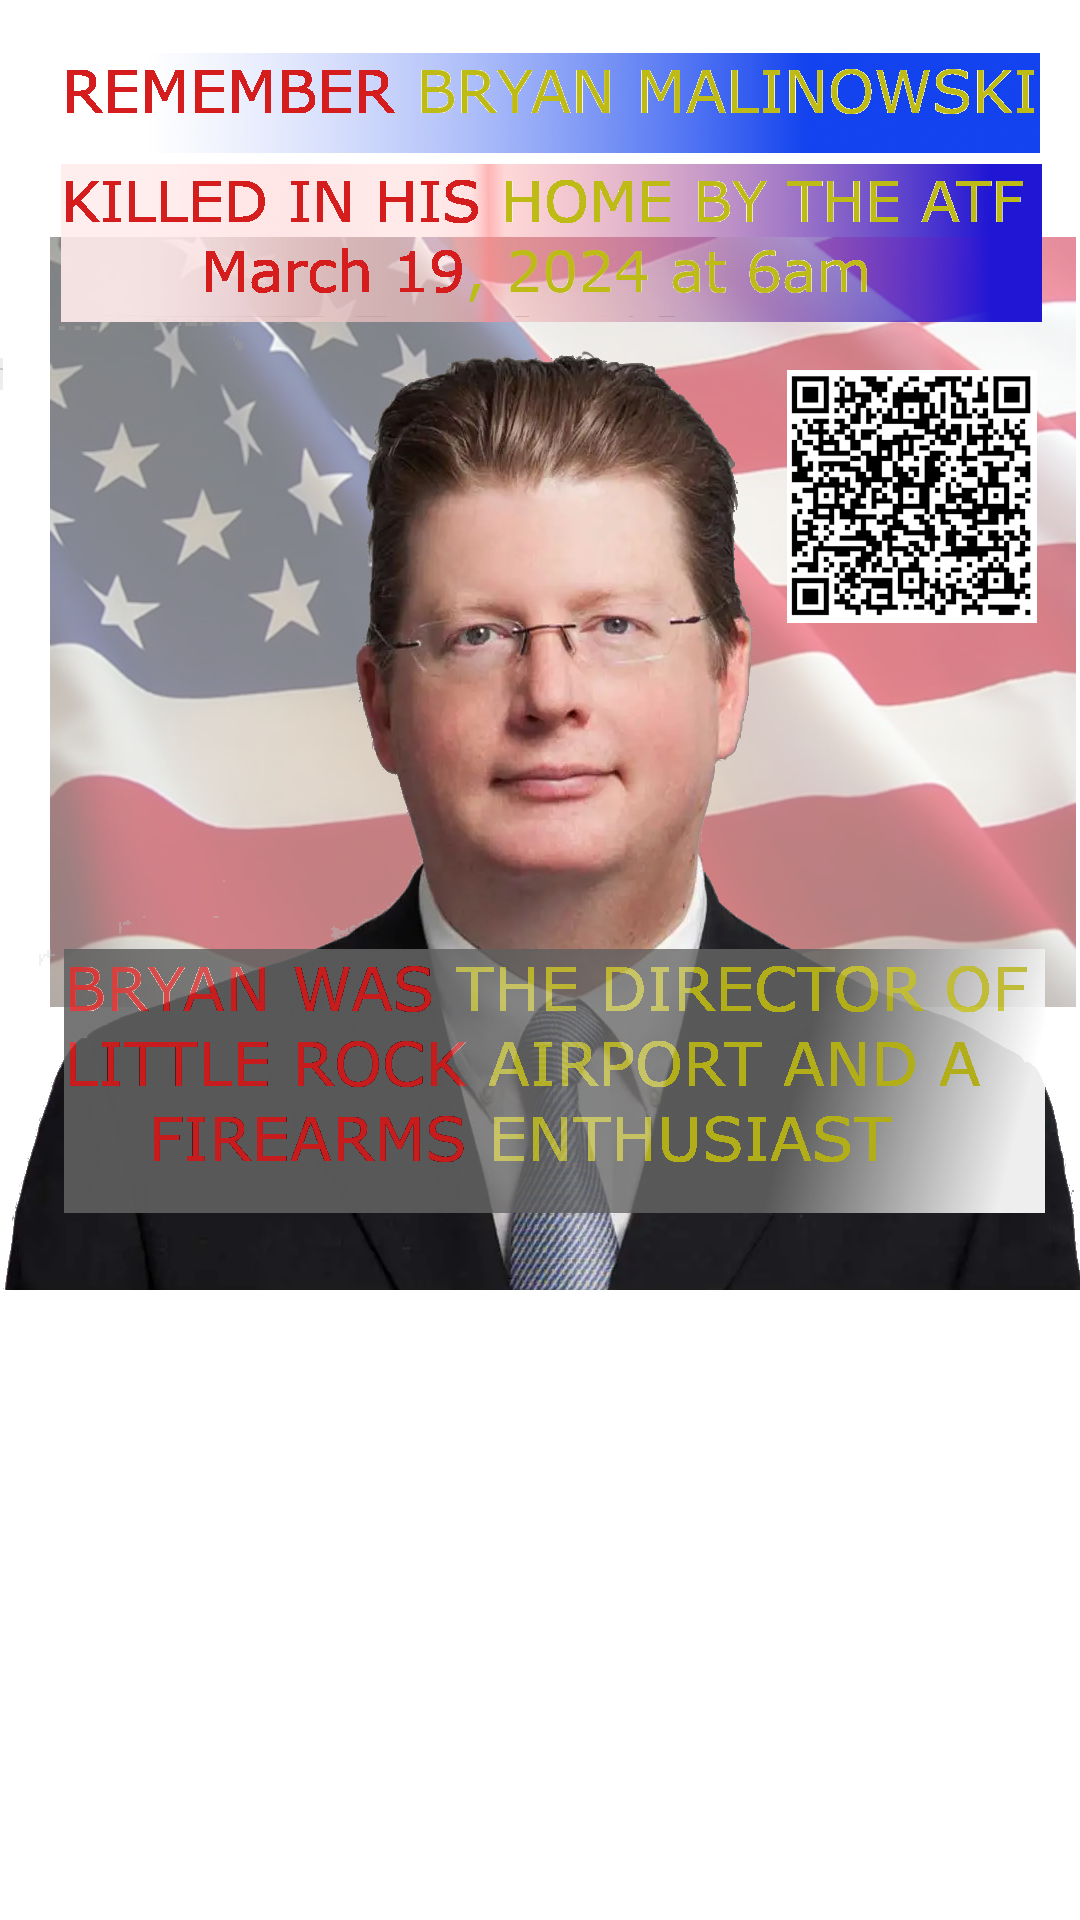 REMEMBER BRYAN MALINOWSKI
KILLED IN HIS HOME BY THE ATF
March 19, 2024 at 6am
BRYAN WAS THE DIRECTOR OF
LITTLE ROCK AIRPORT AND A
FIREARMS ENTHUSIAST